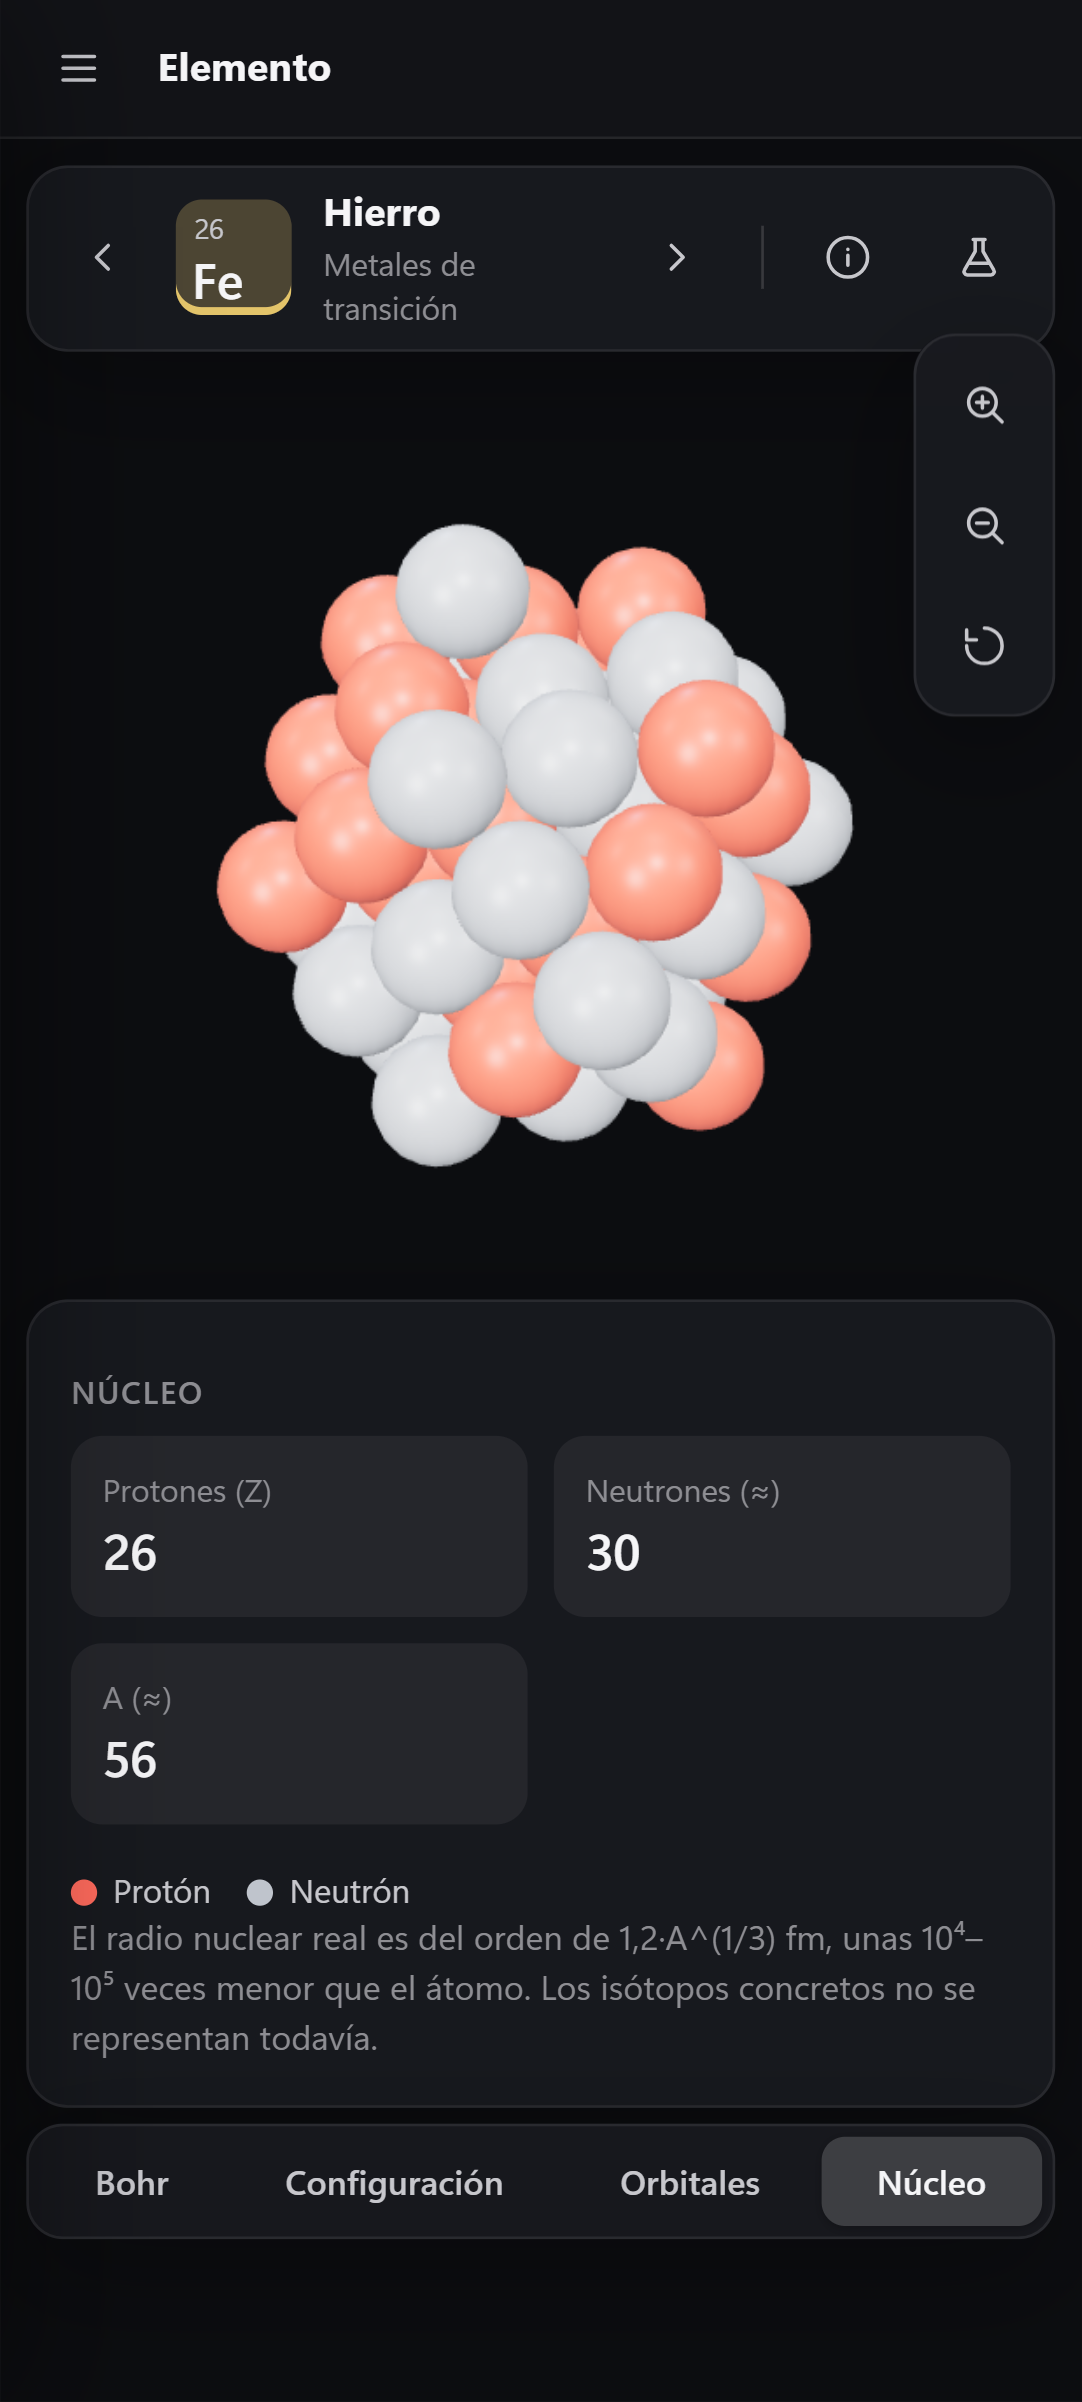 Elemento
26
Fe
Hierro
Metales de
transición
NÚCLEO
Protones (Z)
26
Neutrones (≈)
30
A (≈)
56
Protón
Neutrón
El radio nuclear real es del orden de 1,2·A^(1/3) fm, unas 10⁴–
10⁵ veces menor que el átomo. Los isótopos concretos no se
representan todavía.
Bohr
Configuración
Orbitales
Núcleo